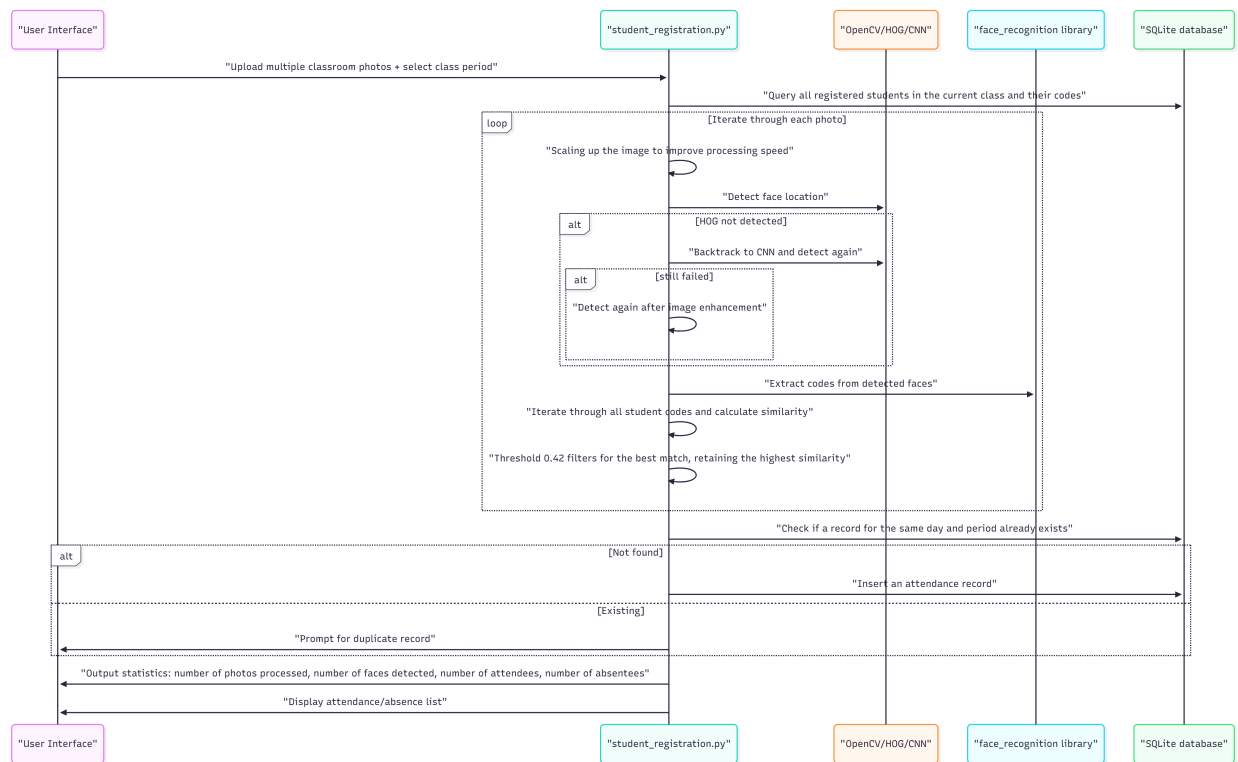 "User Interface"
"student_registration.py"
"OpenCV/HOG/CNN"
"face_recognition library"
"SQLite database"
"Upload multiple classroom photos + select class period"
"Query all registered students in the current class and their codes"
loop
[Iterate through each photo]
"Scaling up the image to improve processing speed"
"Detect face location"
alt
[HOG not detected]
"Backtrack to CNN and detect again"
alt
[still failed]
"Detect again after image enhancement"
"Extract codes from detected faces"
"Iterate through all student codes and calculate similarity"
"Threshold 0.42 filters for the best match, retaining the highest similarity"
"Check if a record for the same day and period already exists"
alt
[Not found]
"Insert an attendance record"
[Existing]
"Prompt for duplicate record"
"Output statistics: number of photos processed, number of faces detected, number of attendees, number of absentees"
"Display attendance/absence list"
"User Interface"
"student_registration.py"
"OpenCV/HOG/CNN"
"face_recognition library"
"SQLite database"